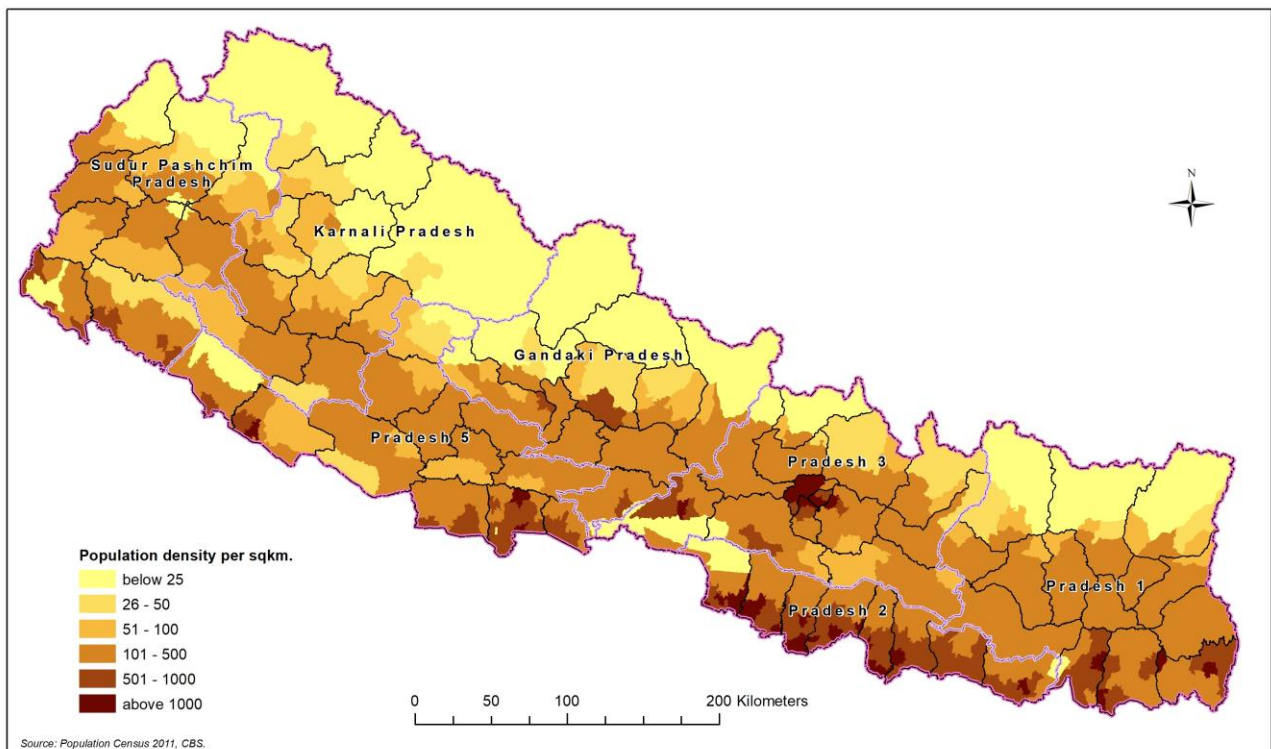 N
Sudur Pashchim
Pradesh
Karnali Pradesh
Gandaki Pradesh
Pradesh 5
Pradesh 3
Pradesh 1
Pradesh 2
Population density per sqkm.
below 25
26 - 50
51 - 100
101 - 500
501 - 1000
above 1000
0 50 100 200 Kilometers
Source: Population Census 2011, CBS.